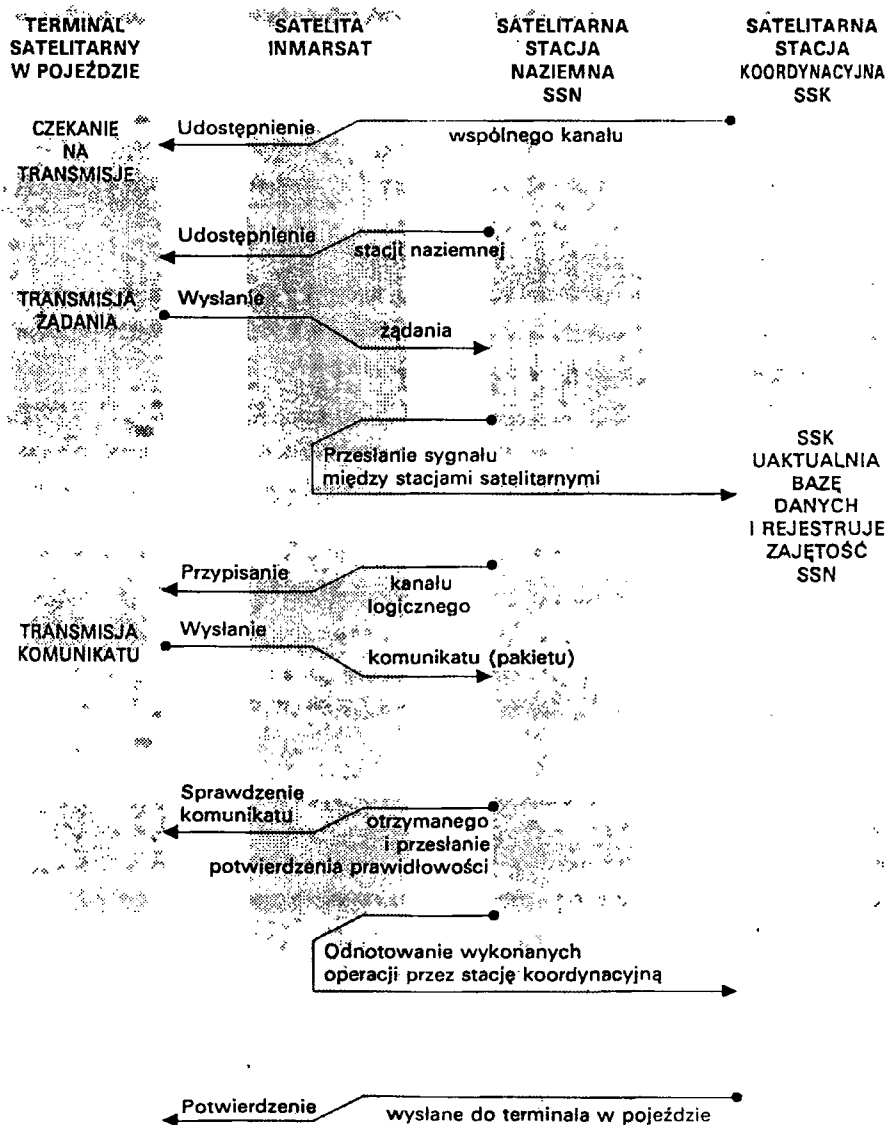 TERMINAL
SATELITARNY
W POJEŹDZIE
SATELITA
INMARSAT
SATELITARNA
STACJA
NAZIEMNA
SSN
SATELITARNA
STACJA
KOORDYNACYJNA
SSK
CZEKANIE
NA
TRANSMISJE
Udostępnienie
wspólnego kanału
Udostępnienie
stacji naziemnej
TRANSMISJA
ŻĄDANIA
Wysłanie
żądania
Przesłanie sygnału
między stacjami satelitarnymi
SSK
UAKTUALNIA
BAZĘ
DANYCH
I REJESTRUJE
ZAJĘTOŚĆ
SSN
Przypisanie
kanału
logicznego
TRANSMISJA
KOMUNIKATU
Wysłanie
komunikatu (pakietu)
Sprawdzenie
komunikatu
otrzymanego
i przesłanie
potwierdzenia prawidłowości
Odnotowanie wykonanych
operacji przez stację koordynacyjną
Potwierdzenie
wysłane do terminala w pojeździe